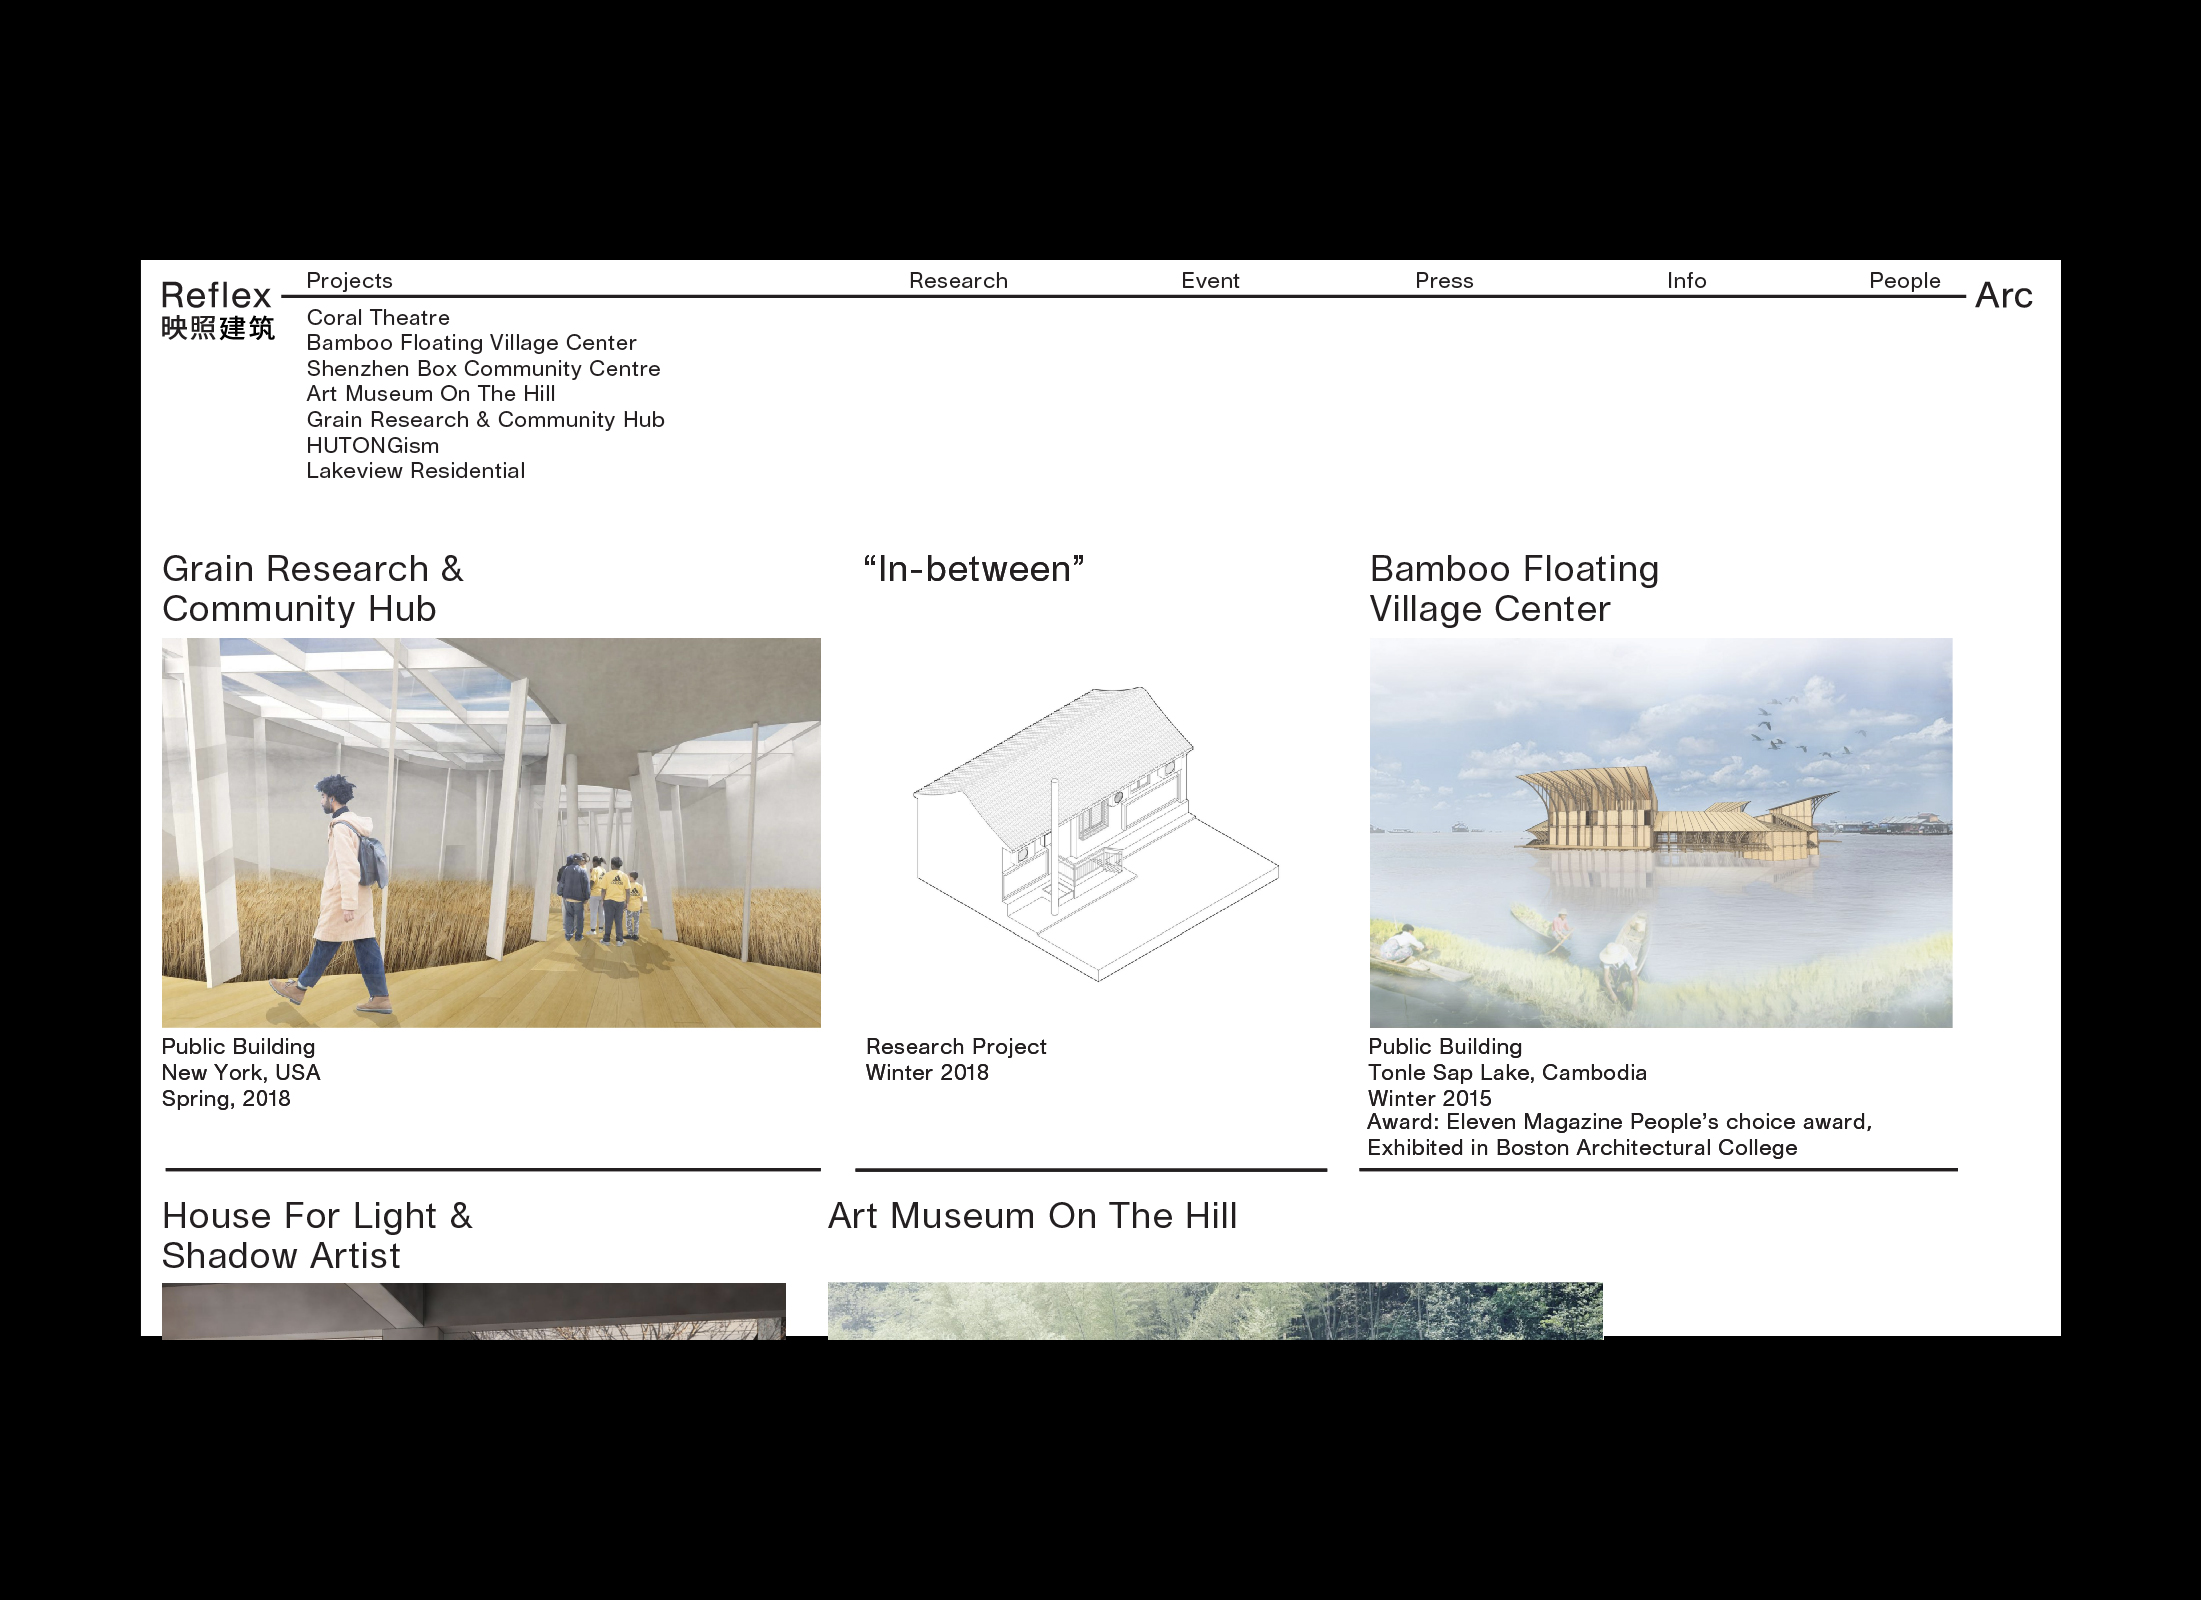 Reflex
映照建筑
Projects
Research
Event
Press
Info
People
Arc
Coral Theatre
Bamboo Floating Village Center
Shenzhen Box Community Centre
Art Museum On The Hill
Grain Research & Community Hub
HUTONGism
Lakeview Residential
Grain Research &
Community Hub
Public Building
New York, USA
Spring, 2018
“In-between”
Research Project
Winter 2018
Bamboo Floating
Village Center
Public Building
Tonle Sap Lake, Cambodia
Winter 2015
Award: Eleven Magazine People’s choice award,
Exhibited in Boston Architectural College
House For Light &
Shadow Artist
Art Museum On The Hill